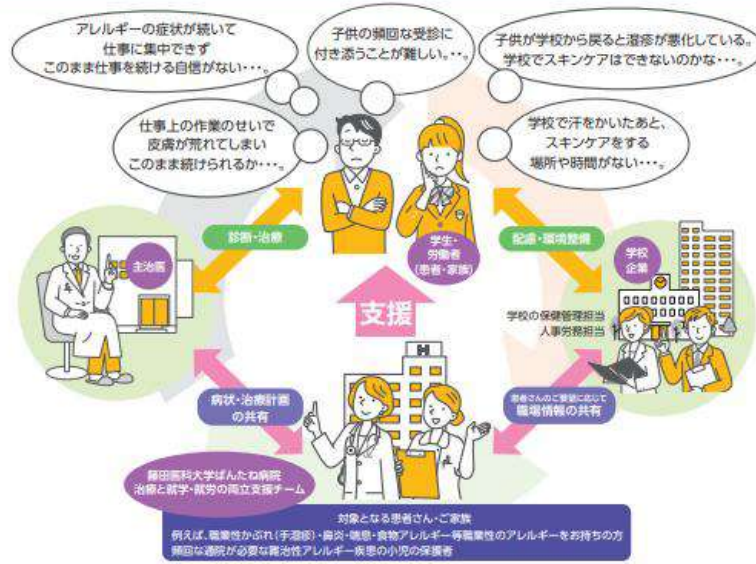 アレルギーの症状が続いて
仕事に集中できず
このまま仕事を続ける自信がない・・・。
子供の頻回な受診に
付き添うことが難しい。・・。
子供が学校から戻ると湿疹が悪化している。
学校でスキンケアはできないのかな・・・。
仕事上の作業のせいで
皮膚が荒れてしまい
このまま続けられるか・・・。
学校で汗をかいたあと、
スキンケアをする
場所や時間がない・・・。
診断・治療
学生・
労働者
(患者・家族)
配慮・環境整備
主治医
学校
企業
支援
学校の保健管理担当
人事労務担当
H
病状・治療計画
の共有
患者さんのご要望に応じて
職場情報の共有
藤田医科大学ばんたね病院
治療と就学・就労の両立支援チーム
対象となる患者さん・ご家族
例えば、職業性かぶれ(手湿疹)・鼻炎・喘息・食物アレルギー等職業性のアレルギーをお持ちの方
頻回な通院が必要な難治性アレルギー疾患の小児の保護者